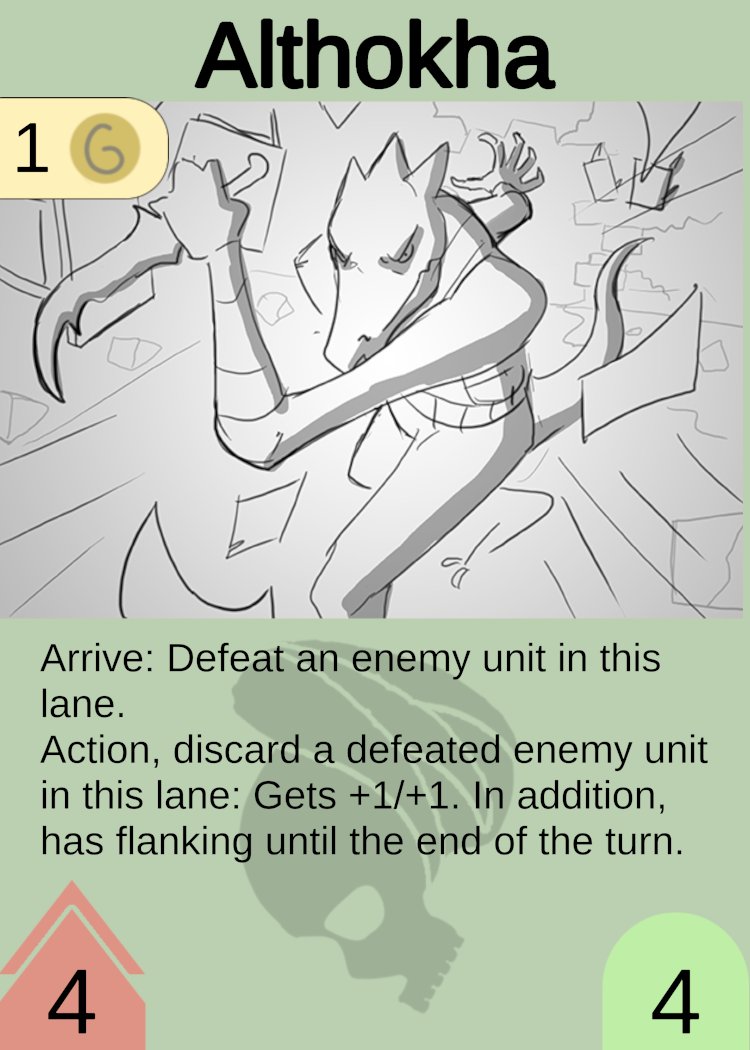 Althokha
1 G
Arrive: Defeat an enemy unit in this
lane.
Action, discard a defeated enemy unit
in this lane: Gets +1/+1. In addition,
has flanking until the end of the turn.
4
4